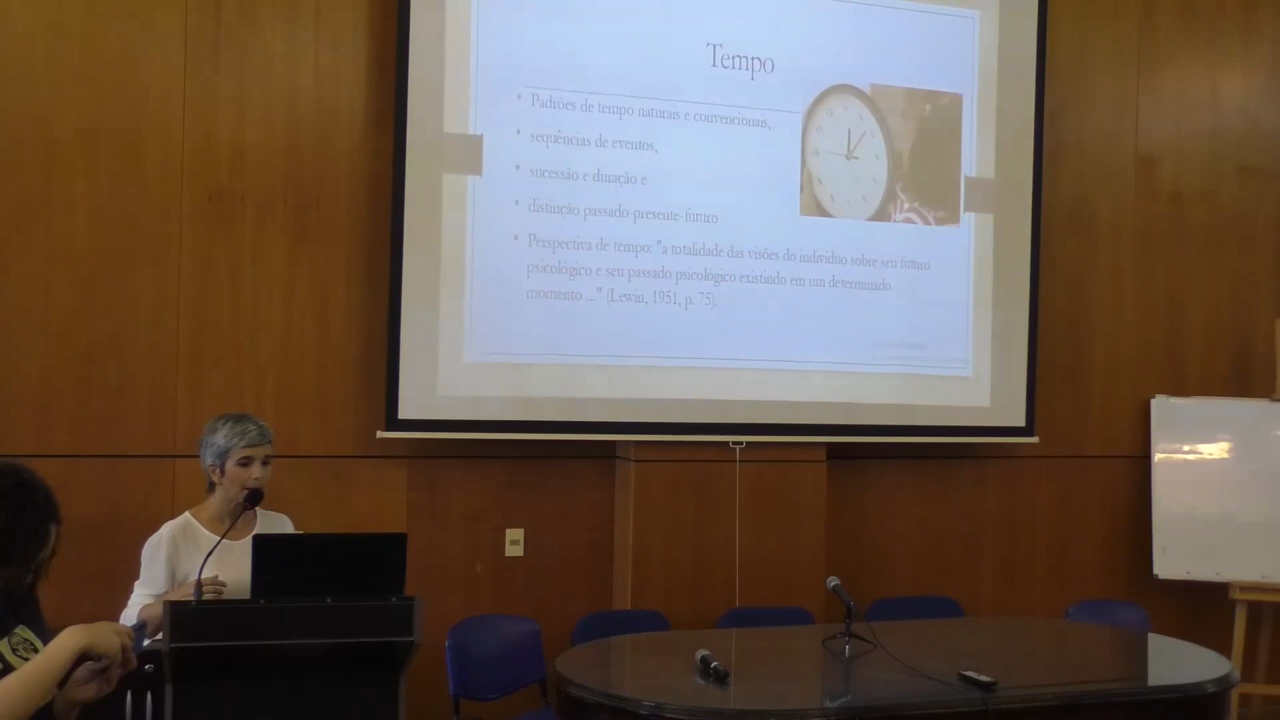 Tempo
* Padrões de tempo naturais e convencionais,
* sequências de eventos,
* sucessão e duração e
* distinção passado-presente-futuro
* Perspectiva de tempo: "a totalidade das visões do indivíduo sobre seu futuro
psicológico e seu passado psicológico existindo em um determinado
momento ..." (Lewin, 1951, p. 75).